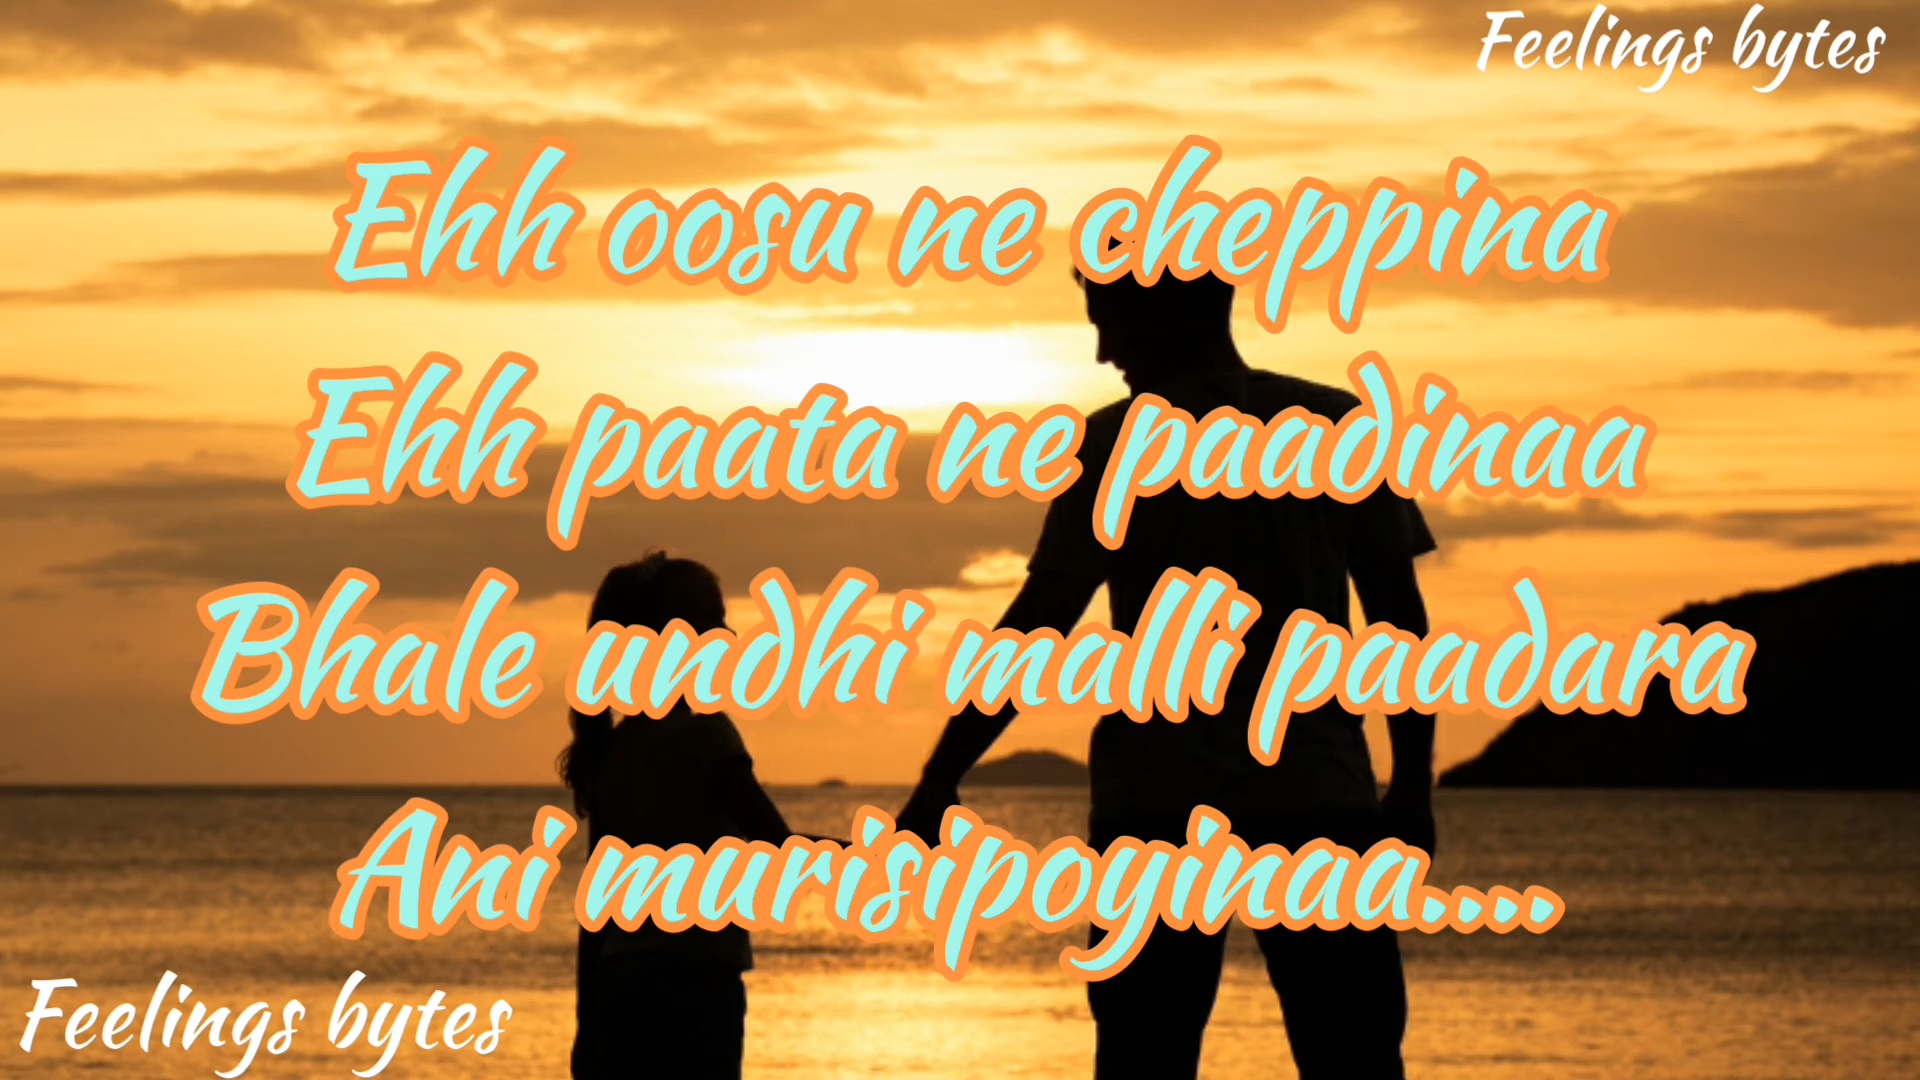 Feelings bytes
Ehh oosu ne cheppina
Ehh paata ne paadinaa
Bhale undhi malli paadara
Ani murisipoyinaa....
Feelings bytes